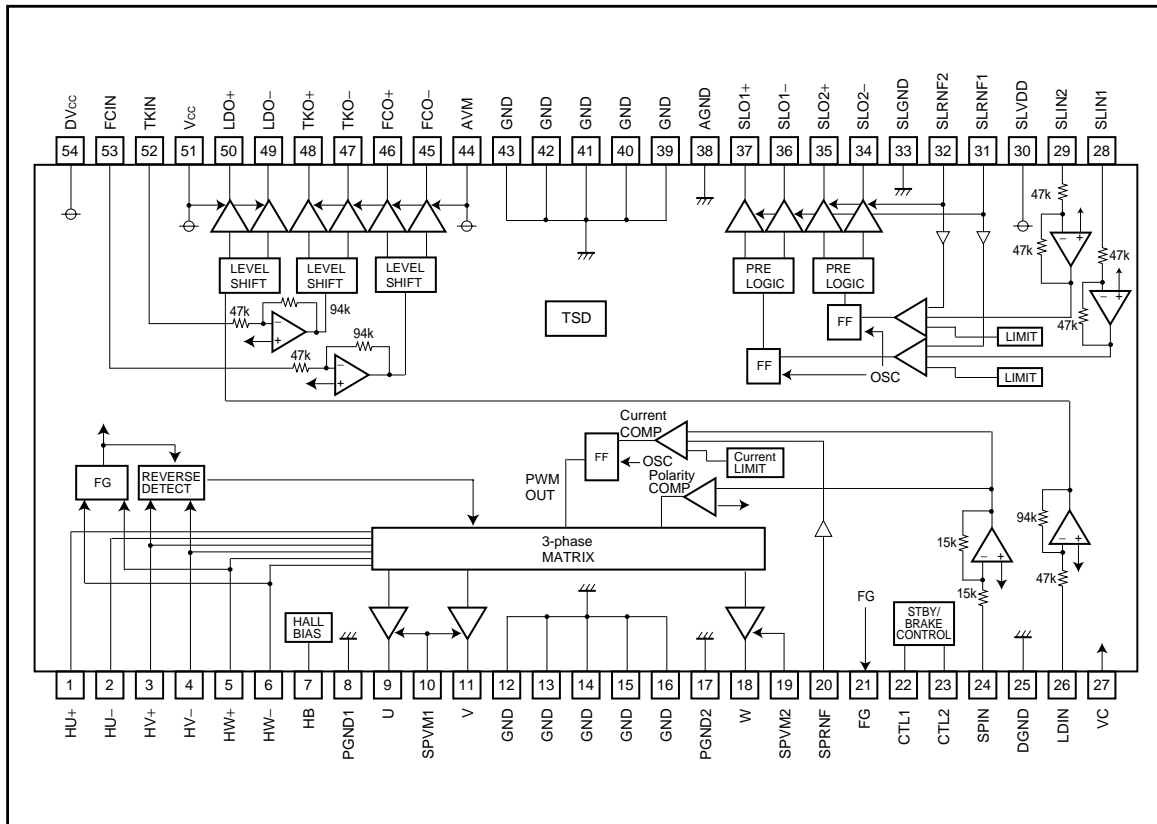 DVcc
FCIN
TKIN
Vcc
LDO+
LDO−
TKO+
TKO−
FCO+
FCO−
AVM
GND
GND
GND
GND
GND
AGND
SLO1+
SLO1−
SLO2+
SLO2−
SLGND
SLRNF2
SLRNF1
SLVDD
SLIN2
SLIN1
54 53 52 51 50 49 48 47 46 45 44 43 42 41 40 39 38 37 36 35 34 33 32 31 30 29 28
47k
LEVEL SHIFT
LEVEL SHIFT
LEVEL SHIFT
PRE LOGIC
PRE LOGIC
47k
47k
− +
− +
47k
94k
− +
47k
94k
− +
TSD
FF
FF
OSC
LIMIT
LIMIT
47k
Current COMP
FF
OSC
Current LIMIT
PWM OUT
Polarity COMP
FG
REVERSE DETECT
3-phase MATRIX
15k
− +
15k
94k
− +
47k
HALL BIAS
FG
STBY/ BRAKE CONTROL
1 2 3 4 5 6 7 8 9 10 11 12 13 14 15 16 17 18 19 20 21 22 23 24 25 26 27
HU+
HU−
HV+
HV−
HW+
HW−
HB
PGND1
U
SPVM1
V
GND
GND
GND
GND
GND
PGND2
W
SPVM2
SPRNF
FG
CTL1
CTL2
SPIN
DGND
LDIN
VC